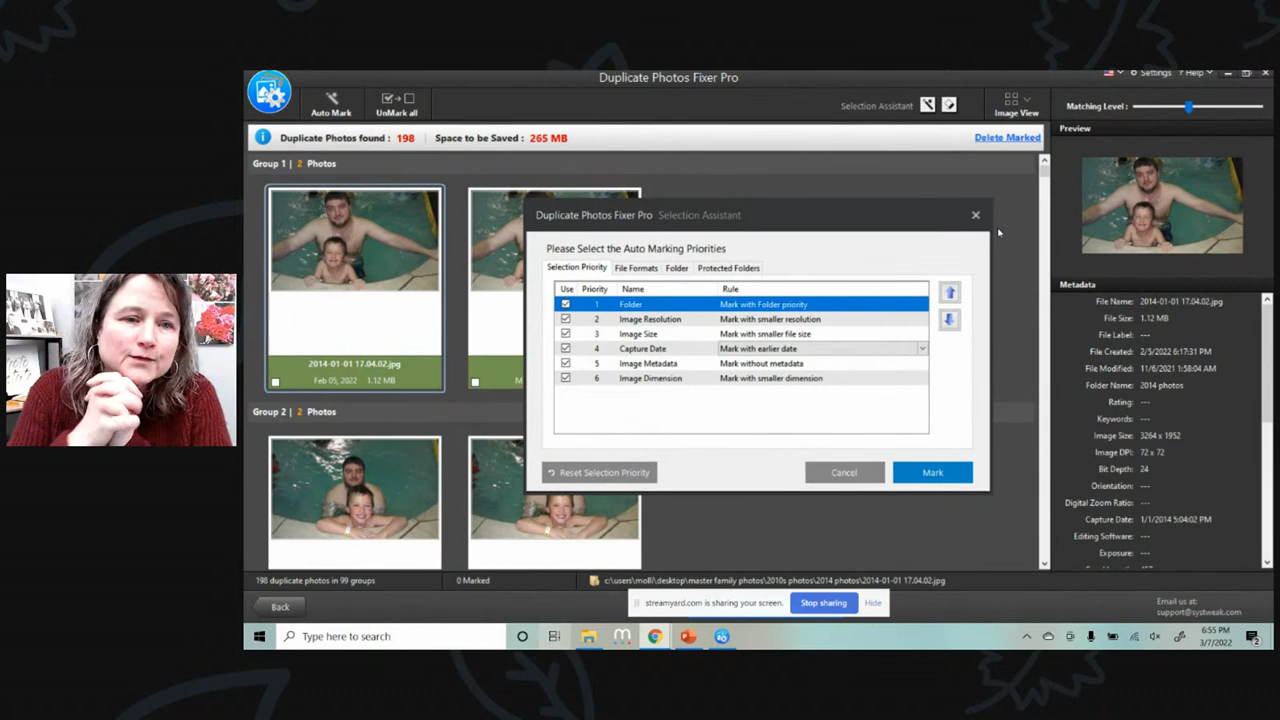 Duplicate Photos Fixer Pro
Settings
? Help
Auto Mark
UnMark all
Selection Assistant
Image View
Matching Level :
Duplicate Photos found : 198
Space to be Saved : 265 MB
Delete Marked
Preview
Group 1 | 2 Photos
2014-01-01 17.04.02.jpg
Feb 05, 2022 1.12 MB
Group 2 | 2 Photos
Duplicate Photos Fixer Pro Selection Assistant
Please Select the Auto Marking Priorities
Selection Priority File Formats Folder Protected Folders
Use Priority Name Rule
1 Folder Mark with Folder priority
2 Image Resolution Mark with smaller resolution
3 Image Size Mark with smaller file size
4 Capture Date Mark with earlier date
5 Image Metadata Mark without metadata
6 Image Dimension Mark with smaller dimension
Reset Selection Priority
Cancel
Mark
Metadata
File Name: 2014-01-01 17.04.02.jpg
File Size: 1.12 MB
File Label: ---
File Created: 2/5/2022 6:17:31 PM
File Modified: 11/6/2021 1:58:04 AM
Folder Name: 2014 photos
Rating: ---
Keywords: ---
Image Size: 3264 x 1952
Image DPI: 72 x 72
Bit Depth: 24
Orientation: ---
Digital Zoom Ratio: ---
Capture Date: 1/1/2014 5:04:02 PM
Editing Software: ---
Exposure: ---
198 duplicate photos in 99 groups
0 Marked
c:\users\molli\desktop\master family photos\2010s photos\2014 photos\2014-01-01 17.04.02.jpg
Back
streamyard.com is sharing your screen.
Stop sharing
Hide
Email us at:
support@systweak.com
Type here to search
6:55 PM
3/7/2022
2